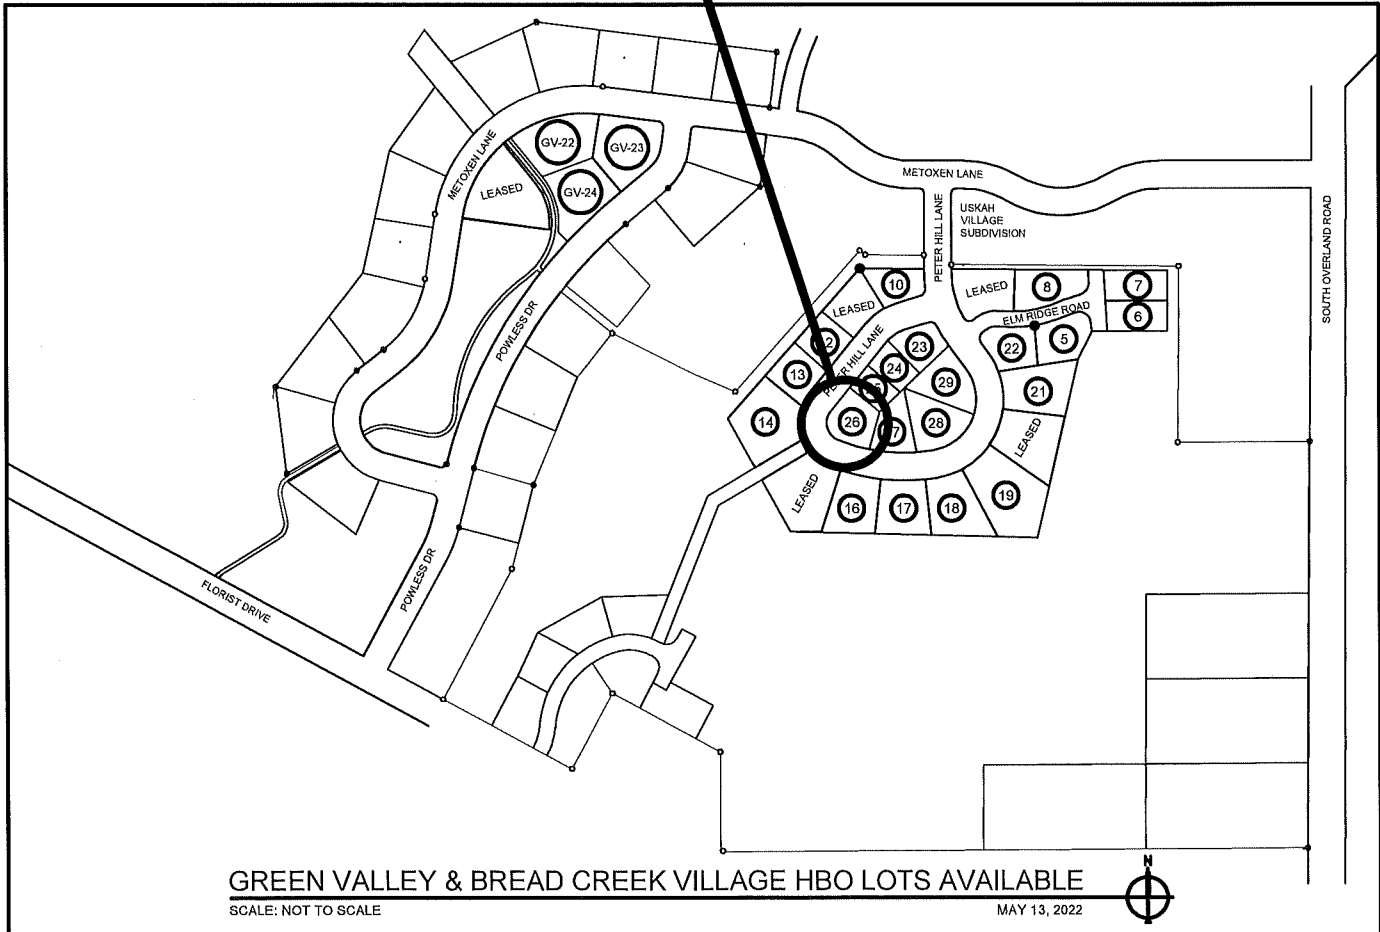 GV-22
GV-23
METOXEN LANE
LEASED
GV-24
METOXEN LANE
PETER HILL LANE
USKAH
VILLAGE
SUBDIVISION
SOUTH OVERLAND ROAD
10
LEASED
8
7
LEASED
ELM RIDGE ROAD
6
POWLESS DR
PETER HILL LANE
23
22
5
13
24
29
21
14
26
28
LEASED
LEASED
16
17
18
19
POWLESS DR
FLORIST DRIVE
GREEN VALLEY & BREAD CREEK VILLAGE HBO LOTS AVAILABLE
SCALE: NOT TO SCALE
MAY 13, 2022
N